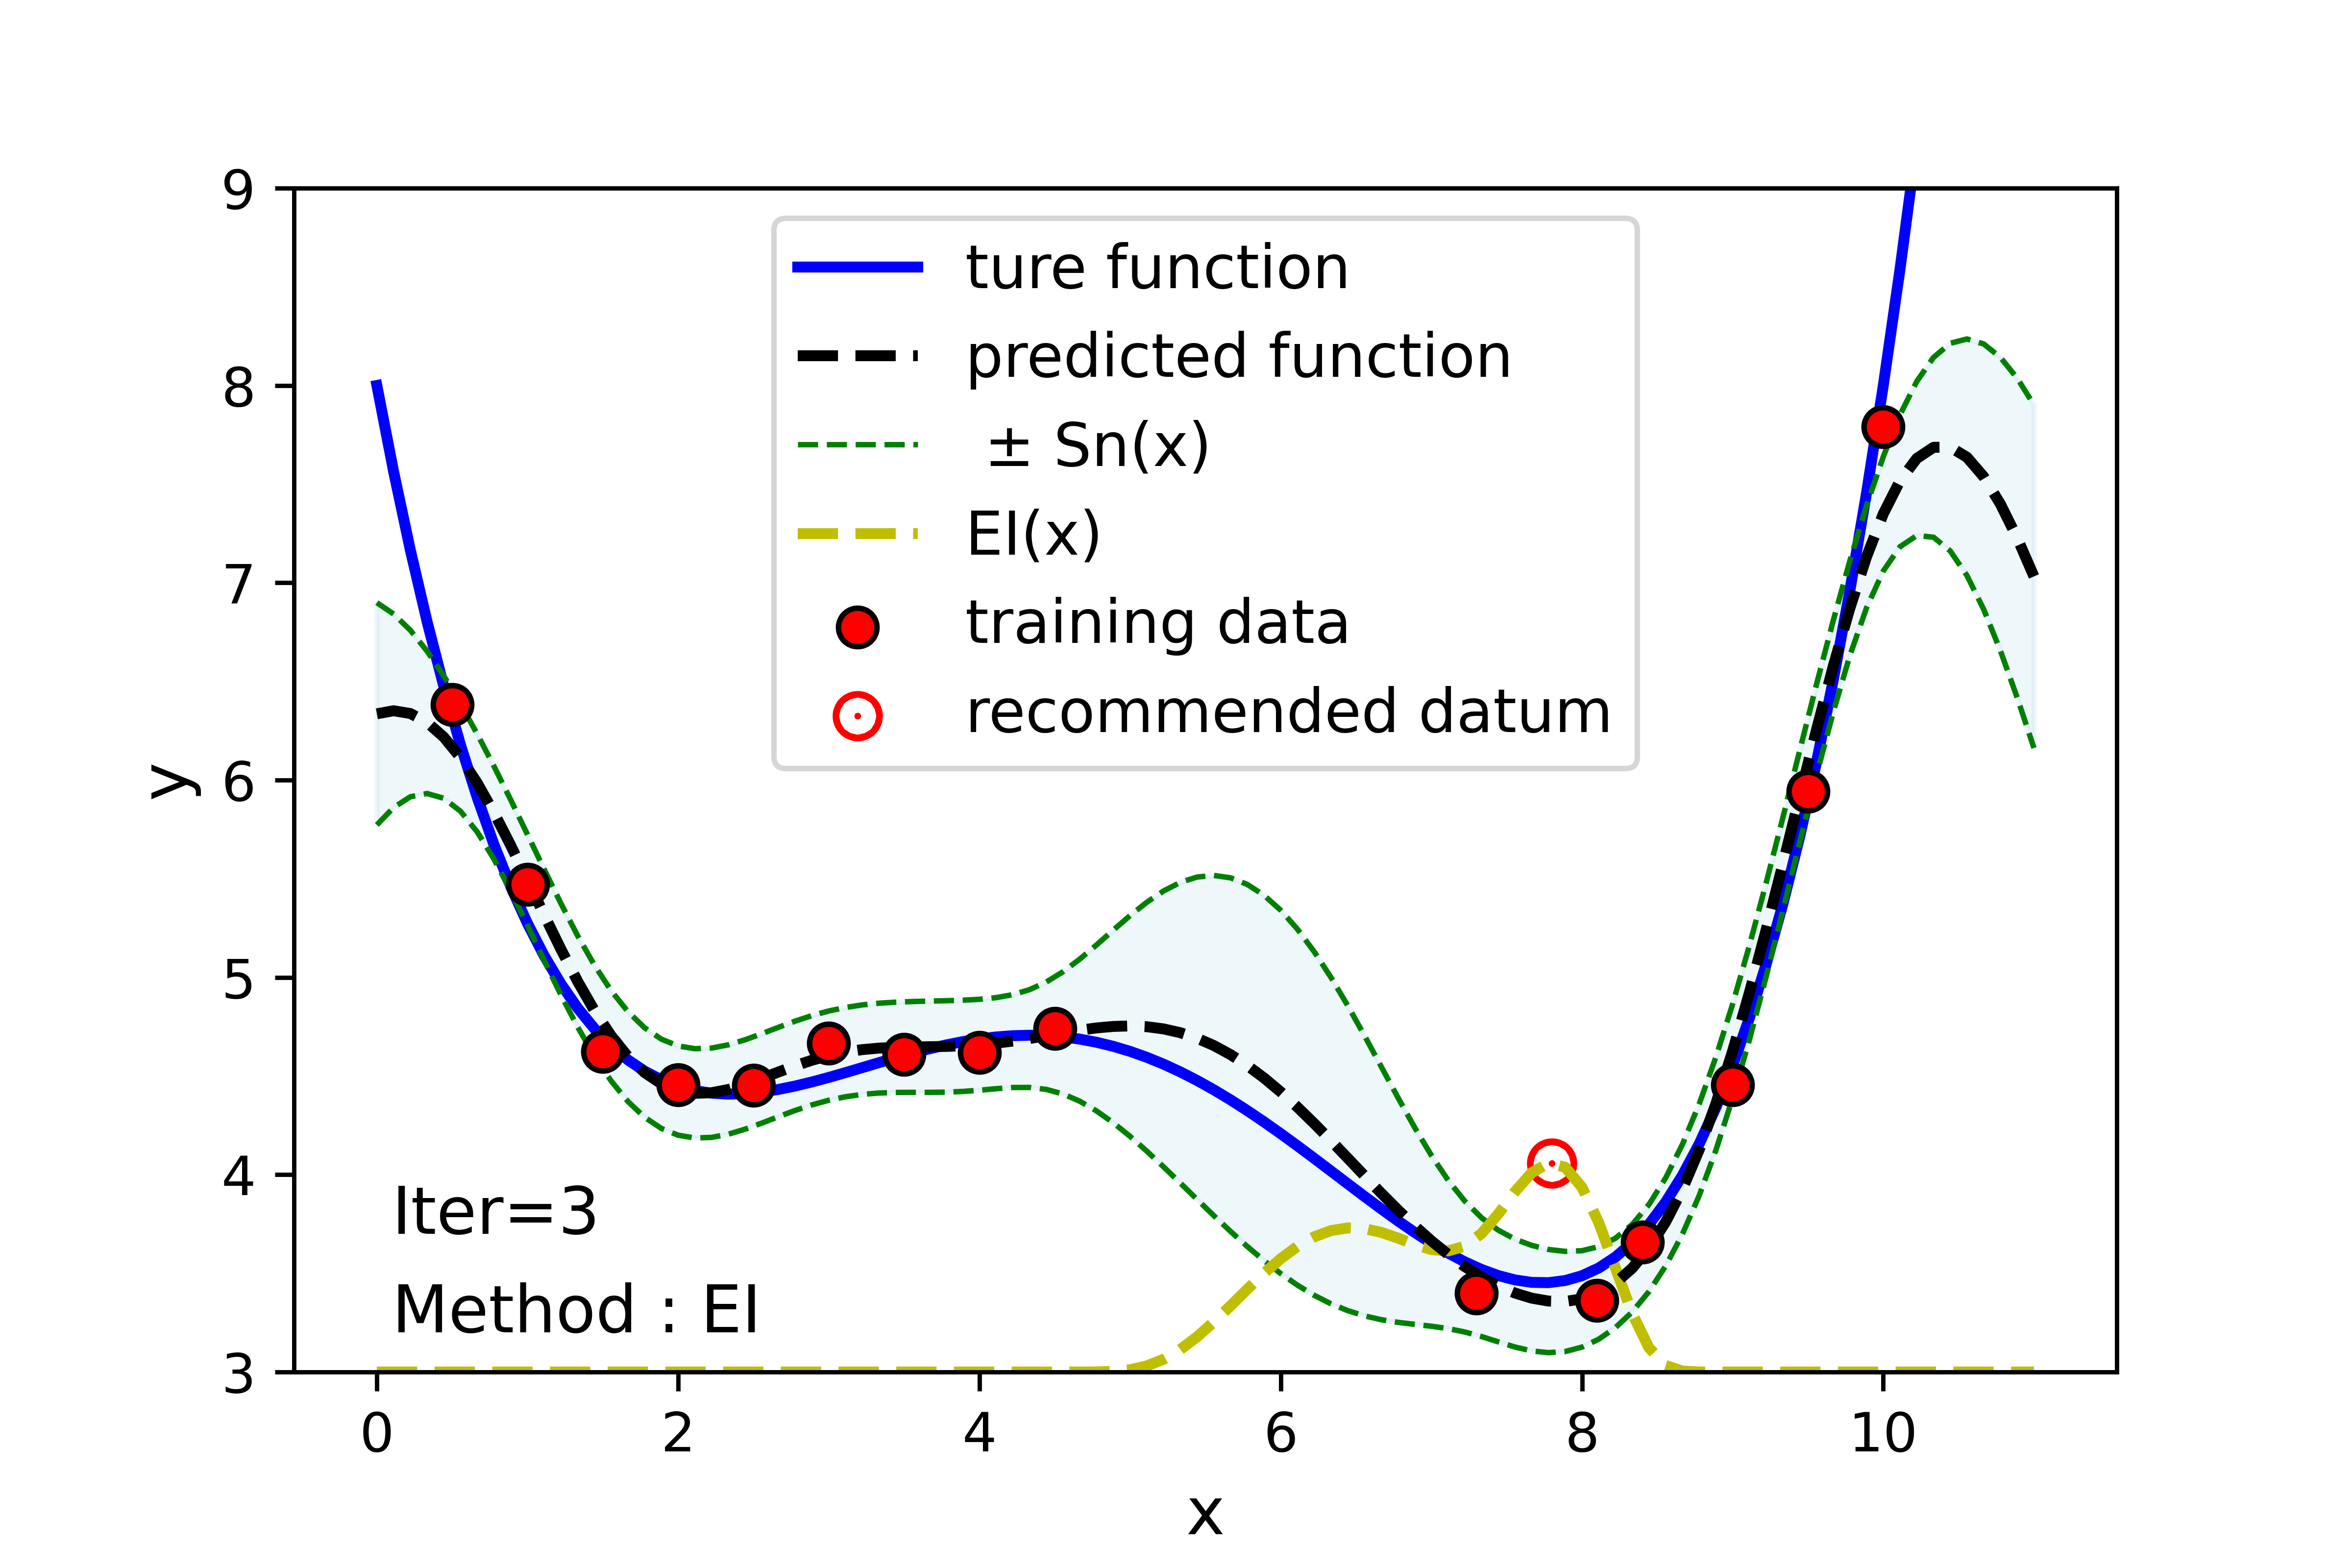 9
8
7
6
5
4
3
y
ture function
predicted function
± Sn(x)
EI(x)
training data
recommended datum
Iter=3
Method : EI
0 2 4 6 8 10
x